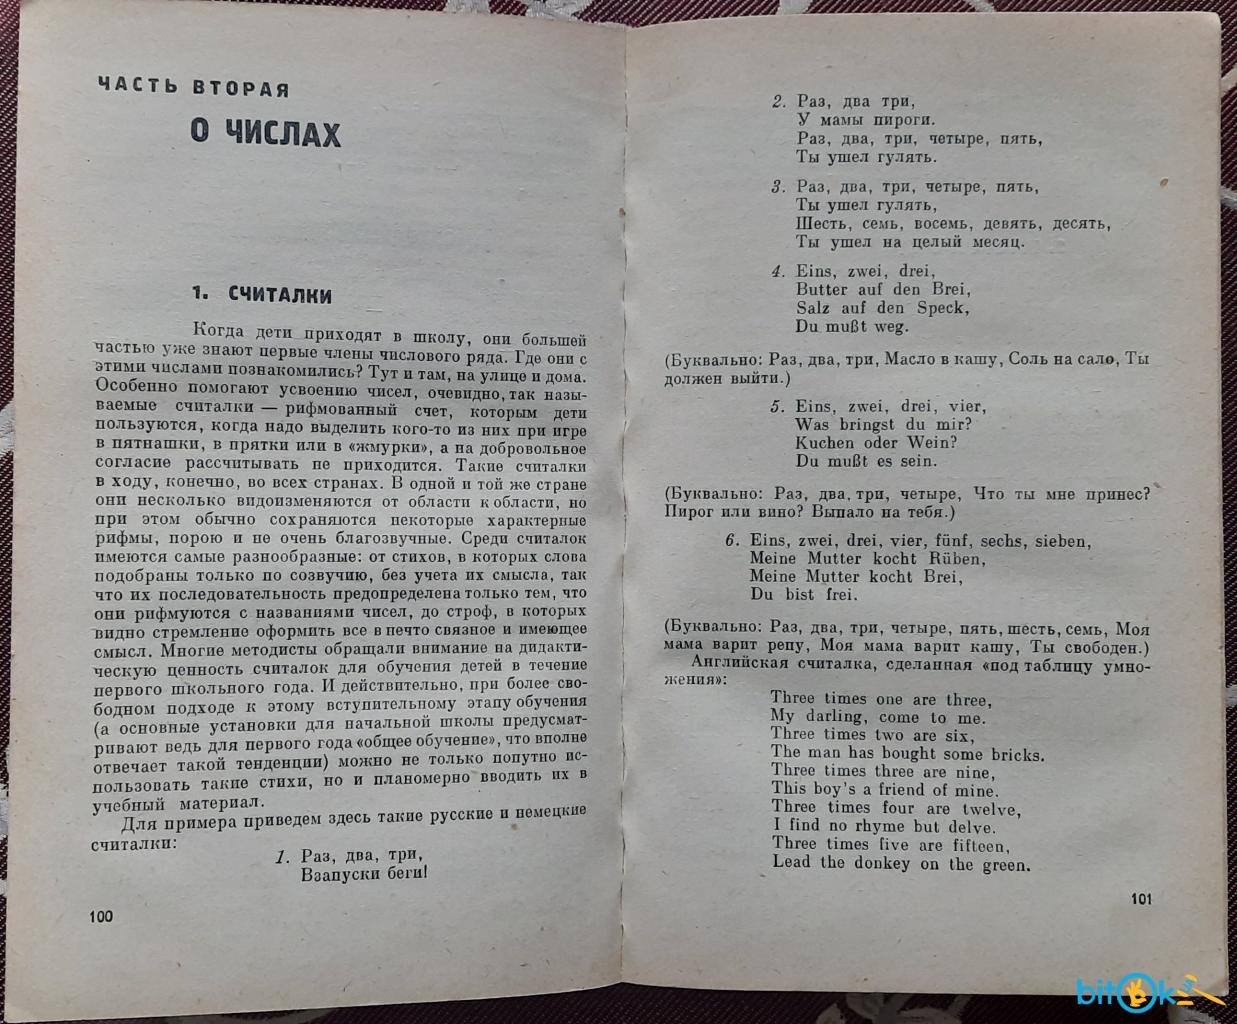 ЧАСТЬ ВТОРАЯ
О ЧИСЛАХ
1. СЧИТАЛКИ
Когда дети приходят в школу, они большей
частью уже знают первые члены числового ряда. Где они с
этими числами познакомились? Тут и там, на улице и дома.
Особенно помогают усвоению чисел, очевидно, так назы-
ваемые считалки — рифмованный счет, которым дети
пользуются, когда надо выделить кого-то из них при игре
в пятнашки, в прятки или в «жмурки», а на добровольное
согласие рассчитывать не приходится. Такие считалки
в ходу, конечно, во всех странах. В одной и той же стране
они несколько видоизменяются от области к области, но
при этом обычно сохраняются некоторые характерные
рифмы, порою и не очень благозвучные. Среди считалок
имеются самые разнообразные: от стихов, в которых слова
подобраны только по созвучию, без учета их смысла, так
что их последовательность предопределена только тем, что
они рифмуются с названиями чисел, до строф, в которых
видно стремление оформить все в нечто связное и имеющее
смысл. Многие методисты обращали внимание на дидакти-
ческую ценность считалок для обучения детей в течение
первого школьного года. И действительно, при более сво-
бодном подходе к этому вступительному этапу обучения
(а основные установки для начальной школы предусмат-
ривают ведь для первого года «общее обучение», что вполне
отвечает такой тенденции) можно не только попутно ис-
пользовать такие стихи, но и планомерно вводить их в
учебный материал.
Для примера приведем здесь такие русские и немецкие
считалки:
1. Раз, два, три,
Взапуски беги!
100
2. Раз, два три,
У мамы пироги.
Раз, два, три, четыре, пять,
Ты ушел гулять.
3. Раз, два, три, четыре, пять,
Ты ушел гулять,
Шесть, семь, восемь, девять, десять,
Ты ушел на целый месяц.
4. Eins, zwei, drei,
Butter auf den Brei,
Salz auf den Speck,
Du mußt weg.
(Буквально: Раз, два, три, Масло в кашу, Соль на сало, Ты
должен выйти.)
5. Eins, zwei, drei, vier,
Was bringst du mir?
Kuchen oder Wein?
Du mußt es sein.
(Буквально: Раз, два, три, четыре, Что ты мне принес?
Пирог или вино? Выпало на тебя.)
6. Eins, zwei, drei, vier, fünf, sechs, sieben,
Meine Mutter kocht Rüben,
Meine Mutter kocht Brei,
Du bist frei.
(Буквально: Раз, два, три, четыре, пять, шесть, семь, Моя
мама варит репу, Моя мама варит кашу, Ты свободен.)
Английская считалка, сделанная «под таблицу умно-
жения»:
Three times one are three,
My darling, come to me.
Three times two are six,
The man has bought some bricks.
Three times three are nine,
This boy's a friend of mine.
Three times four are twelve,
I find no rhyme but delve.
Three times five are fifteen,
Lead the donkey on the green.
101
bitOk